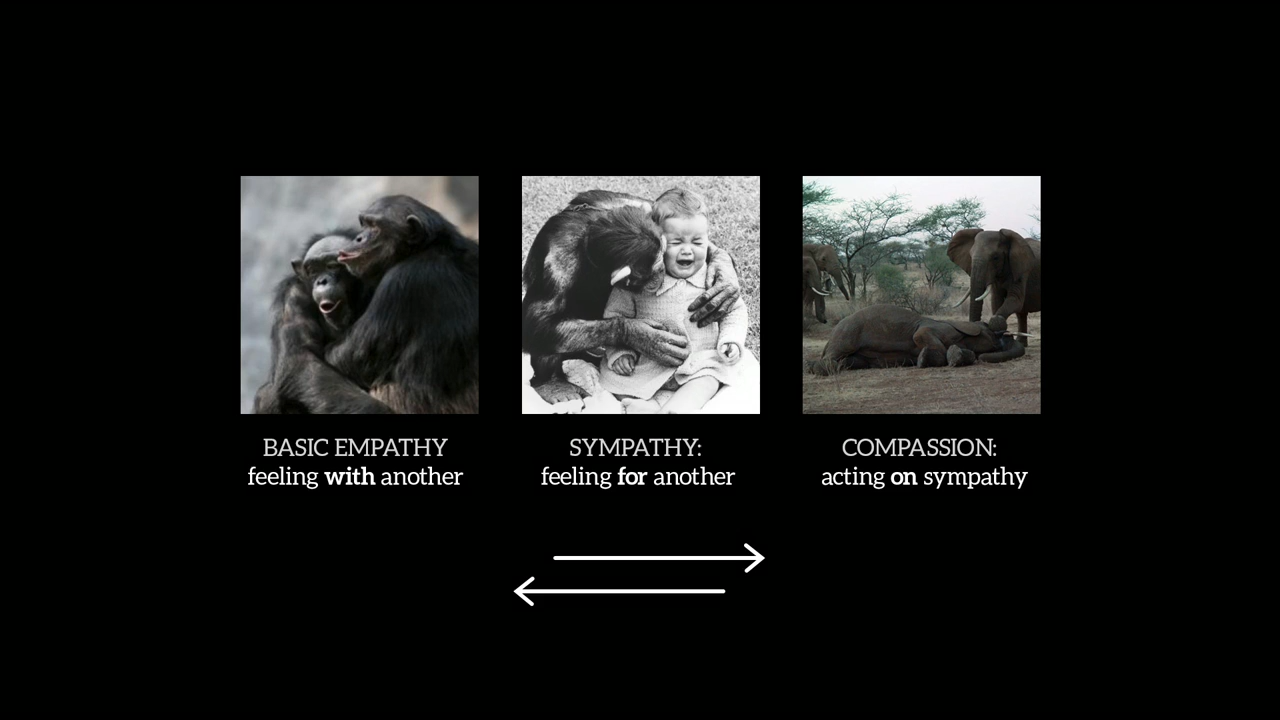 BASIC EMPATHY
feeling with another
SYMPATHY:
feeling for another
COMPASSION:
acting on sympathy